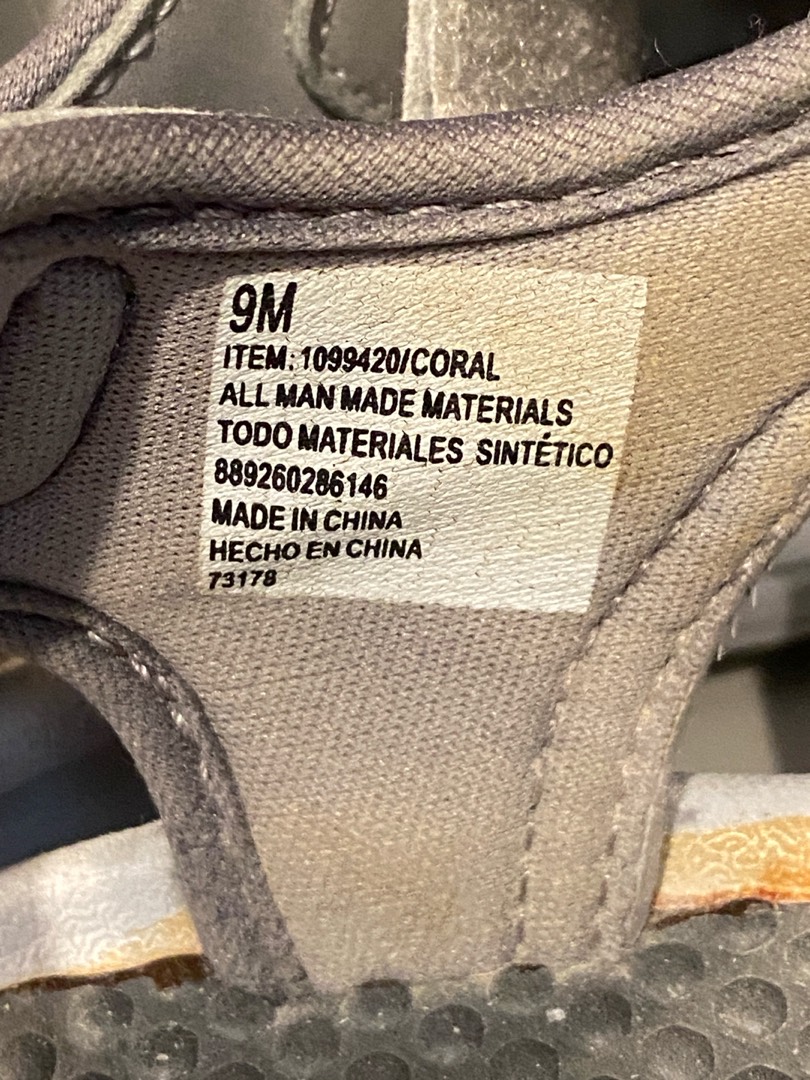 9M
ITEM: 1099420/CORAL
ALL MAN MADE MATERIALS
TODO MATERIALES SINTÉTICO
889260286146
MADE IN CHINA
HECHO EN CHINA
73178